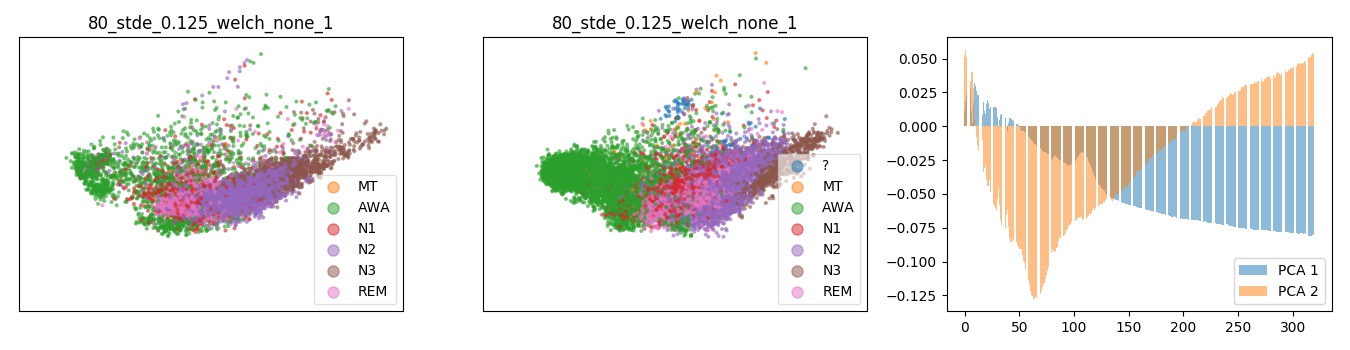 80_stde_0.125_welch_none_1
MT
AWA
N1
N2
N3
REM
80_stde_0.125_welch_none_1
?
MT
AWA
N1
N2
N3
REM
0.050
0.025
0.000
−0.025
−0.050
−0.075
−0.100
−0.125
0
50
100
150
200
250
300
PCA 1
PCA 2